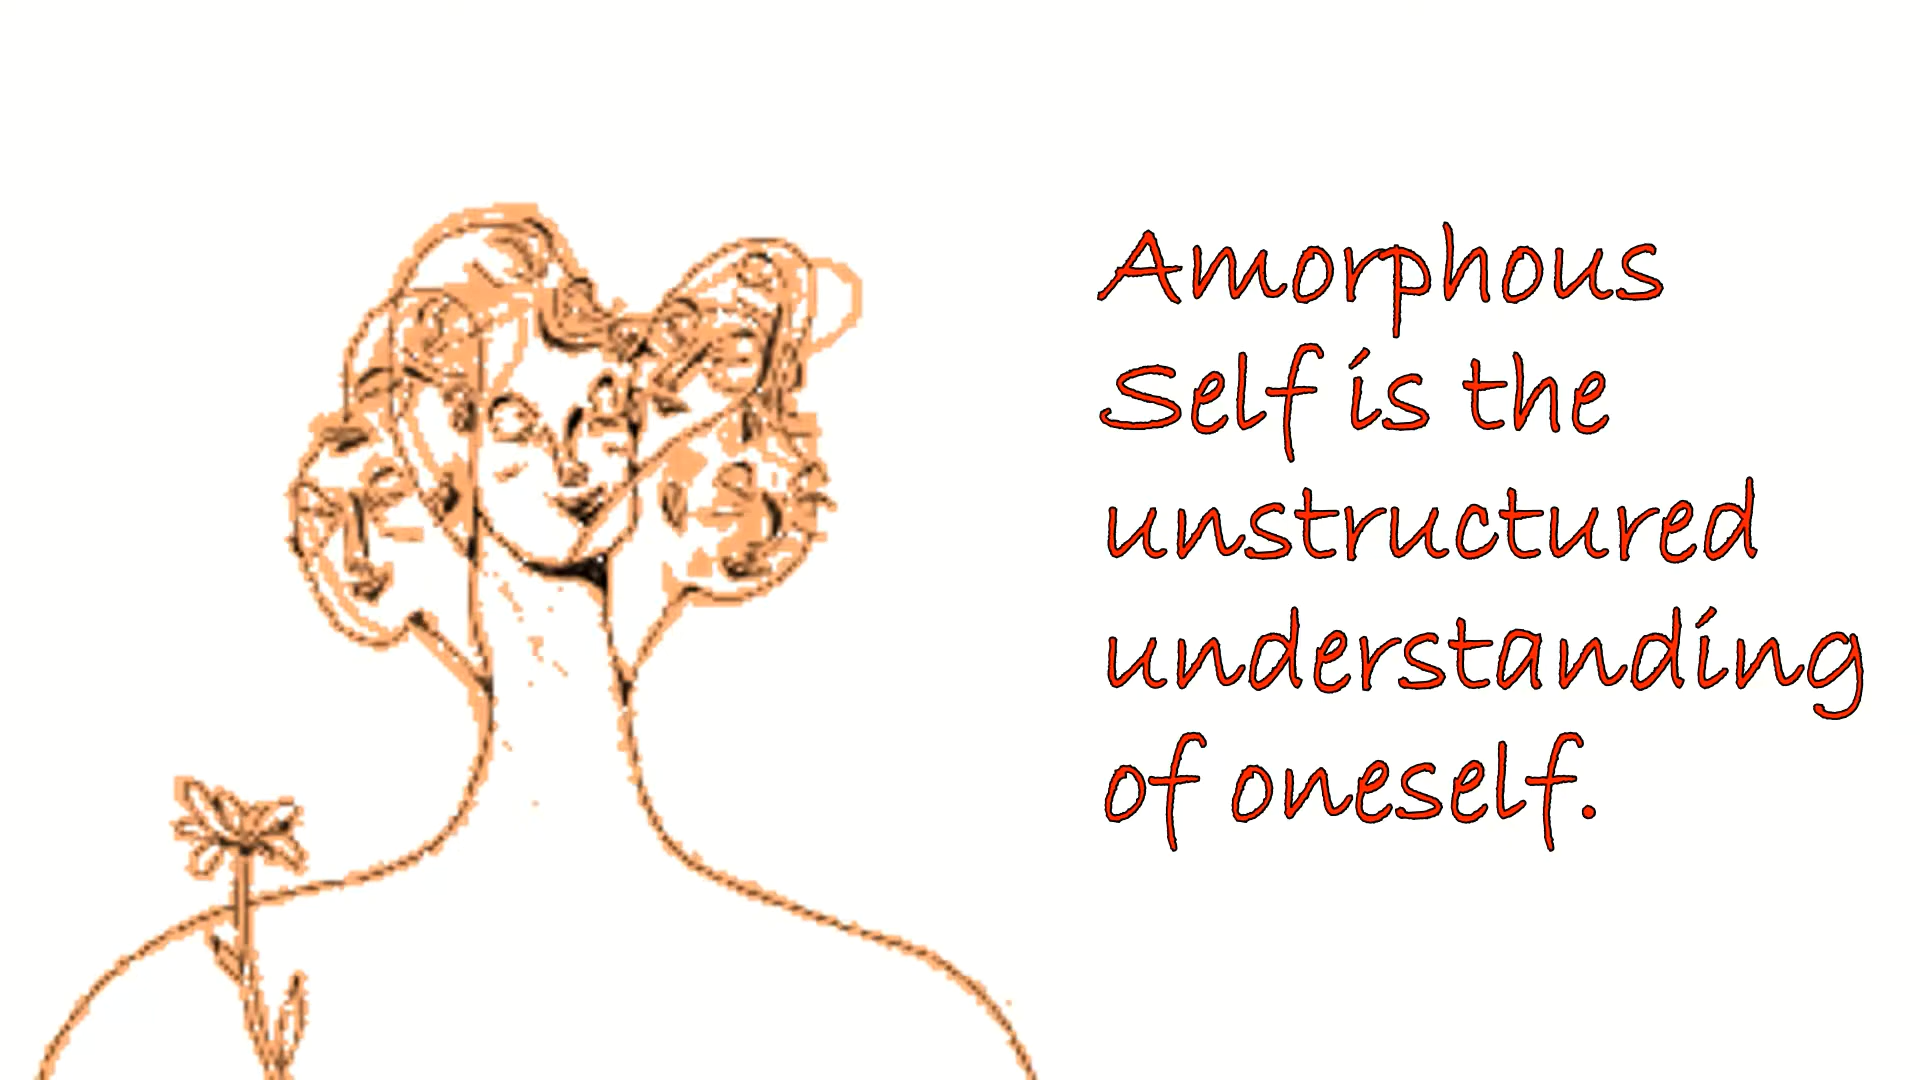 Amorphous
Self is the
unstructured
understanding
of oneself.